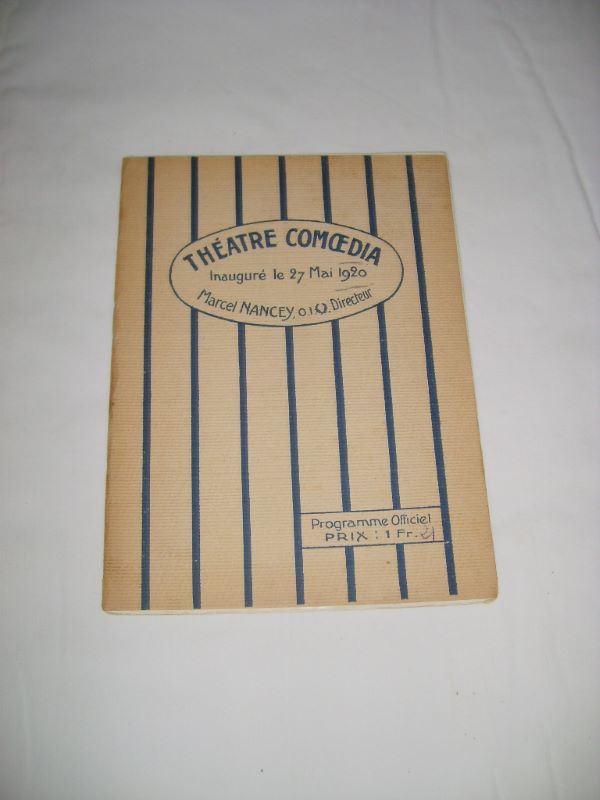 THÉATRE COMŒDIA
Inauguré le 27 Mai 1920
Marcel NANCEY, O.I. Directeur
Programme Officiel
PRIX : 1 Fr.